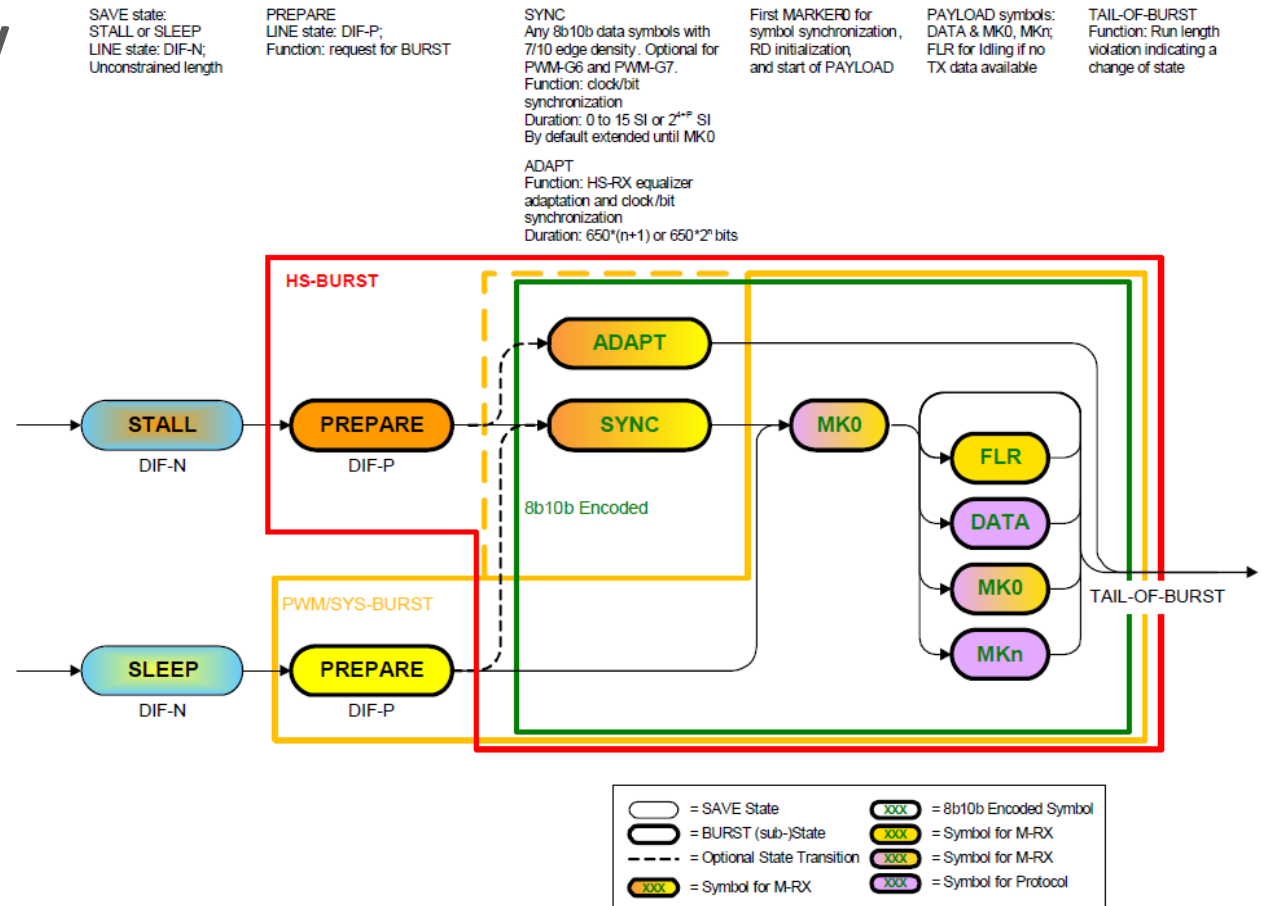 SAVE state:
STALL or SLEEP
LINE state: DIF-N;
Unconstrained length
PREPARE
LINE state: DIF-P;
Function: request for BURST
SYNC
Any 8b10b data symbols with
7/10 edge density. Optional for
PWM-G6 and PWM-G7.
Function: clock/bit
synchronization
Duration: 0 to 15 SI or 2^(4+P) SI
By default extended until MK0
ADAPT
Function: HS-RX equalizer
adaptation and clock/bit
synchronization
Duration: 650*(n+1) or 650*2^n bits
First MARKER0 for
symbol synchronization,
RD initialization,
and start of PAYLOAD
PAYLOAD symbols:
DATA & MK0, MKn;
FLR for Idling if no
TX data available
TAIL-OF-BURST
Function: Run length
violation indicating a
change of state
HS-BURST
ADAPT
STALL
DIF-N
PREPARE
DIF-P
SYNC
MK0
FLR
8b10b Encoded
DATA
MK0
TAIL-OF-BURST
PWM/SYS-BURST
MKn
SLEEP
DIF-N
PREPARE
DIF-P
= SAVE State
= BURST (sub-)State
= Optional State Transition
XXX = Symbol for M-RX
XXX = 8b10b Encoded Symbol
XXX = Symbol for M-RX
XXX = Symbol for M-RX
XXX = Symbol for Protocol